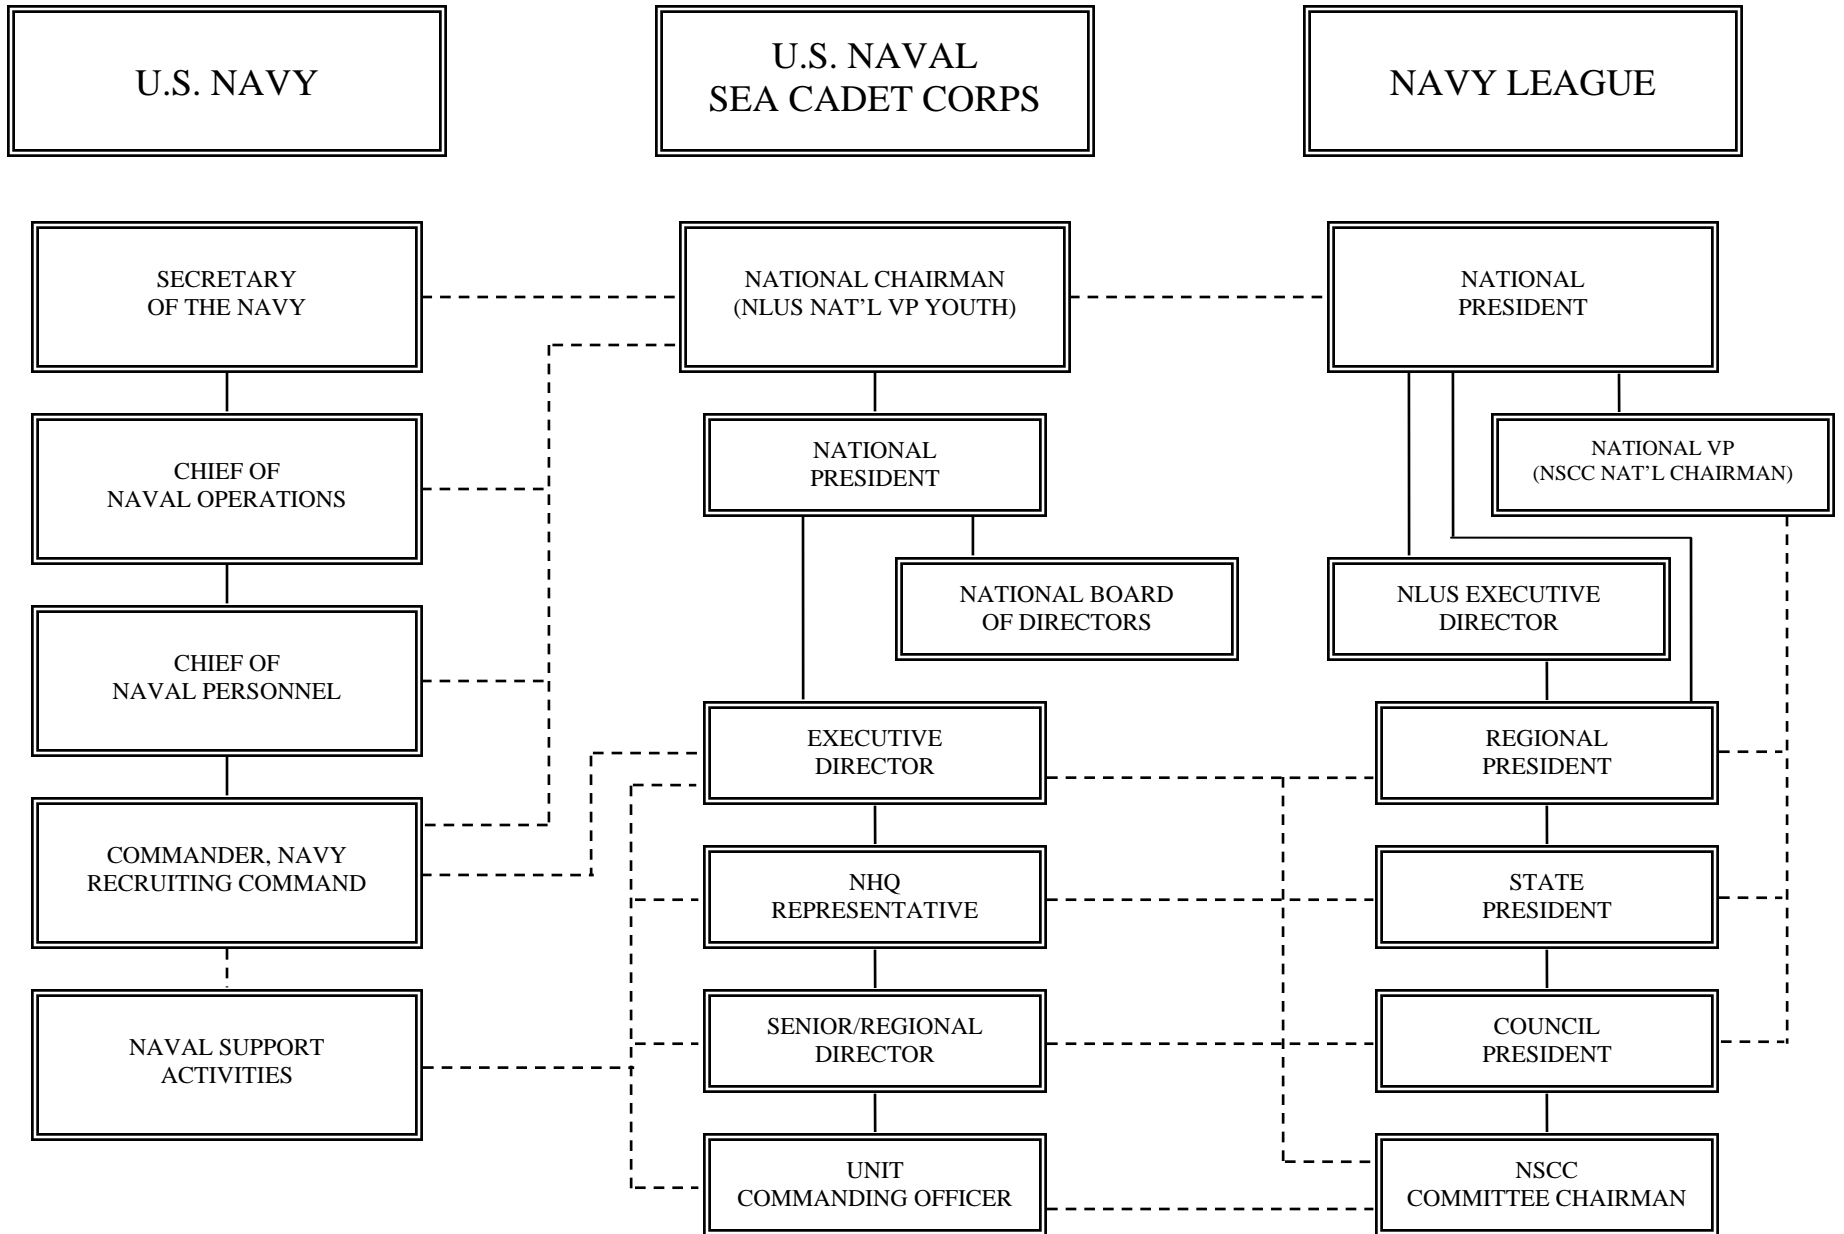 U.S. NAVY
U.S. NAVAL
SEA CADET CORPS
NAVY LEAGUE
SECRETARY
OF THE NAVY
NATIONAL CHAIRMAN
(NLUS NAT’L VP YOUTH)
NATIONAL
PRESIDENT
CHIEF OF
NAVAL OPERATIONS
NATIONAL
PRESIDENT
NATIONAL VP
(NSCC NAT’L CHAIRMAN)
NATIONAL BOARD
OF DIRECTORS
NLUS EXECUTIVE
DIRECTOR
CHIEF OF
NAVAL PERSONNEL
EXECUTIVE
DIRECTOR
REGIONAL
PRESIDENT
COMMANDER, NAVY
RECRUITING COMMAND
NHQ
REPRESENTATIVE
STATE
PRESIDENT
NAVAL SUPPORT
ACTIVITIES
SENIOR/REGIONAL
DIRECTOR
COUNCIL
PRESIDENT
UNIT
COMMANDING OFFICER
NSCC
COMMITTEE CHAIRMAN